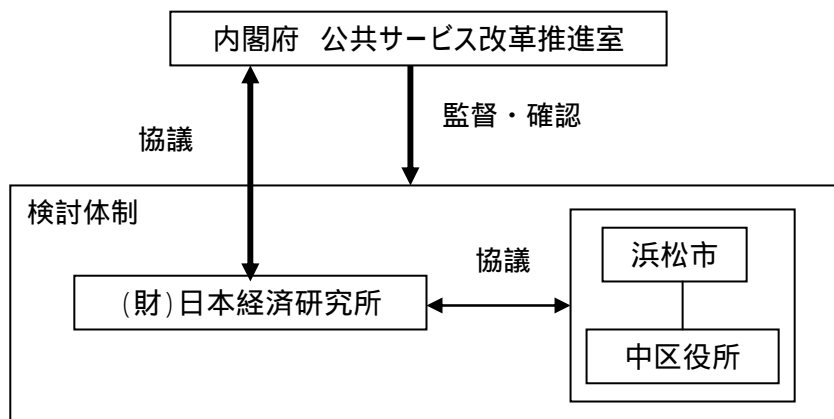 内閣府　公共サービス改革推進室
協議
監督・確認
検討体制
(財)日本経済研究所
協議
浜松市
中区役所